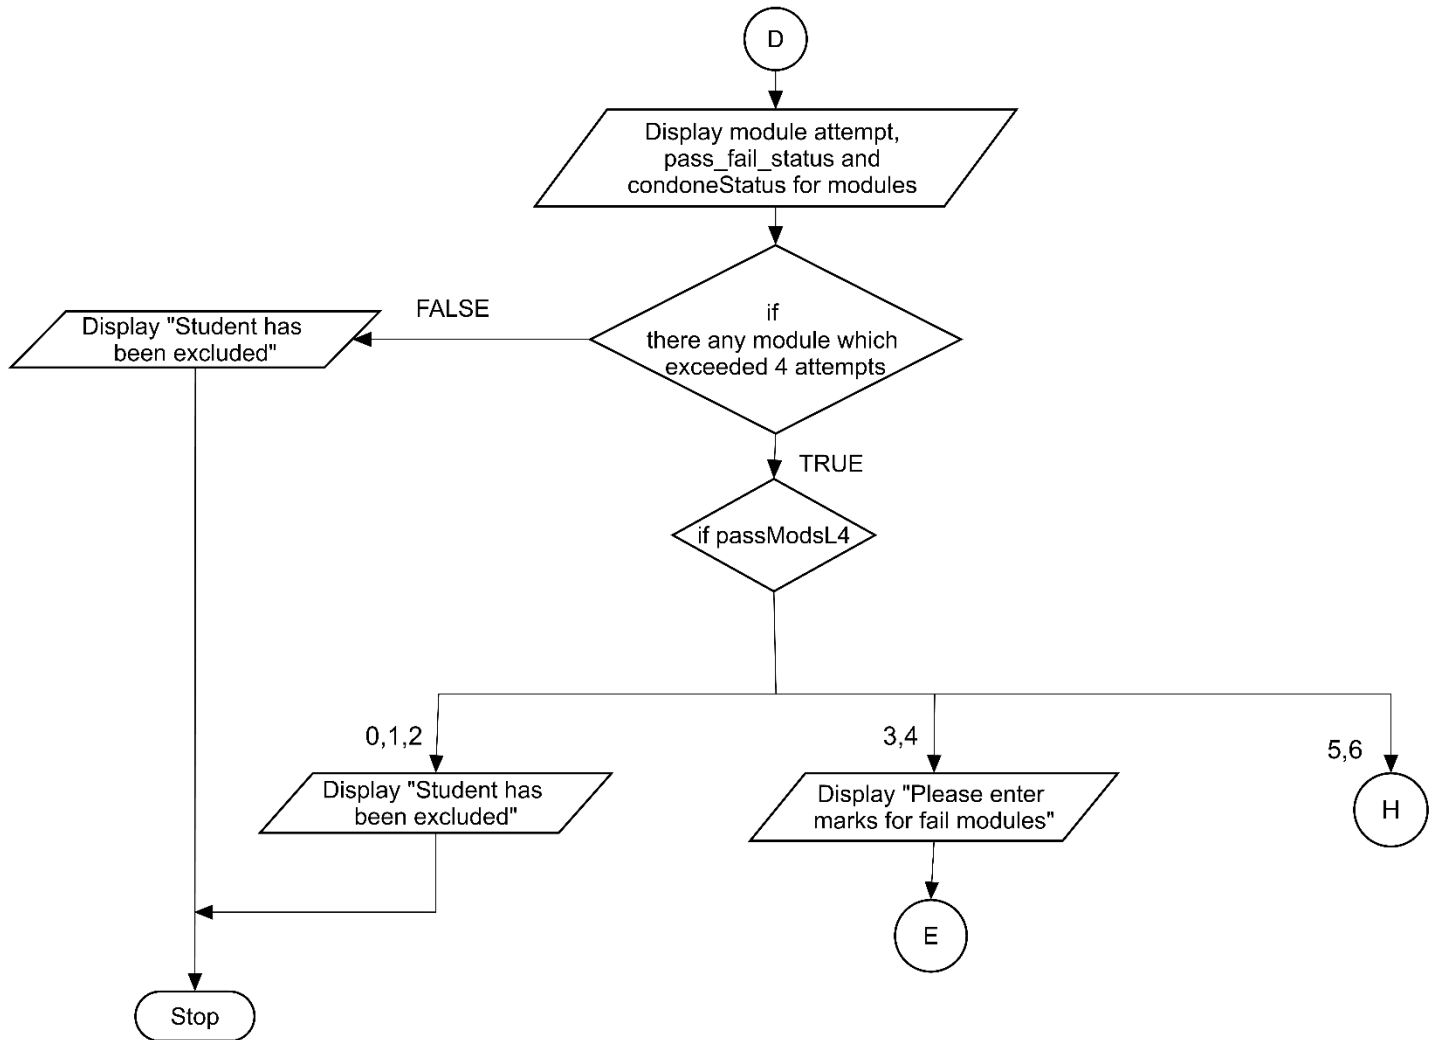 D
Display module attempt,
pass_fail_status and
condoneStatus for modules
if
there any module which
exceeded 4 attempts
FALSE
Display "Student has
been excluded"
TRUE
if passModsL4
0,1,2
3,4
5,6
Display "Student has
been excluded"
Display "Please enter
marks for fail modules"
H
E
Stop